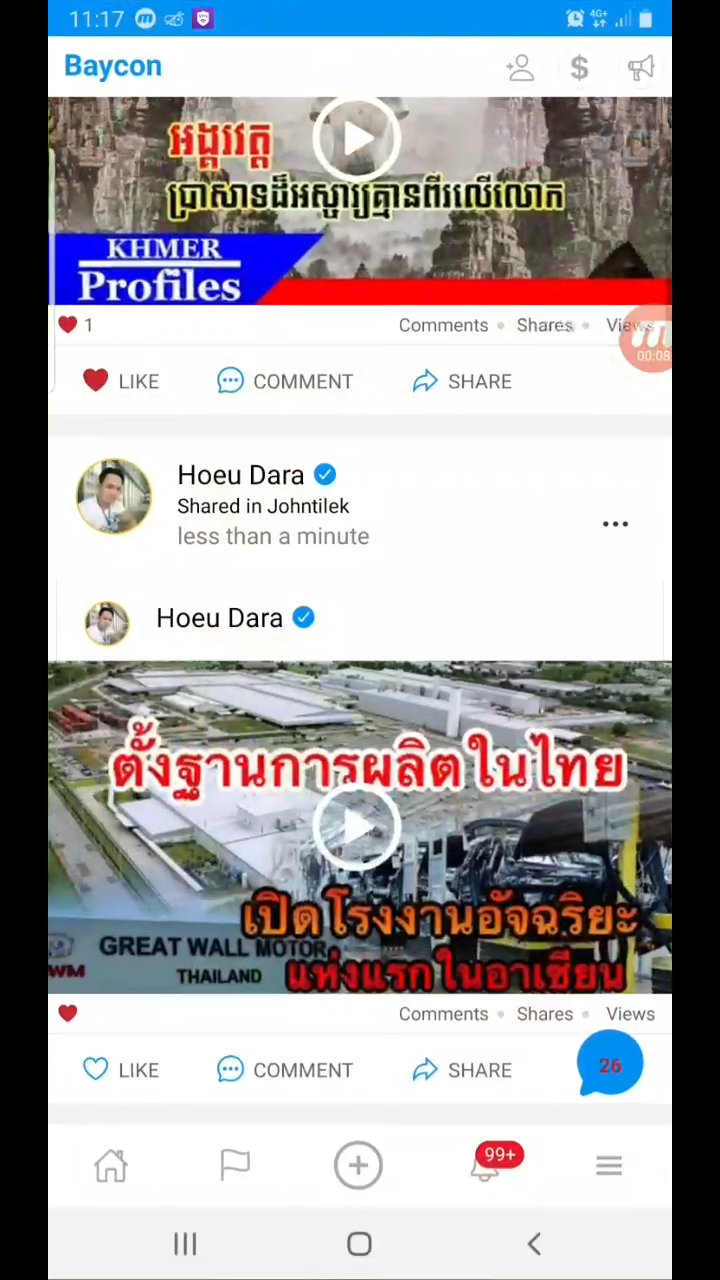 11:17
4G+
Baycon
$
អង្គរវត្ត
ប្រាសាទដ៏អស្ចារ្យគ្មានពីរលើលោក
KHMER
Profiles
1
Comments • Shares • Views
00:08
LIKE
COMMENT
SHARE
Hoeu Dara
Shared in Johntilek
less than a minute
Hoeu Dara
ตั้งฐานการผลิตในไทย
เปิดโรงงานอัจฉริยะ
GREAT WALL MOTOR
GWM
THAILAND
แห่งแรกในอาเซียน
Comments • Shares • Views
LIKE
COMMENT
SHARE
26
99+